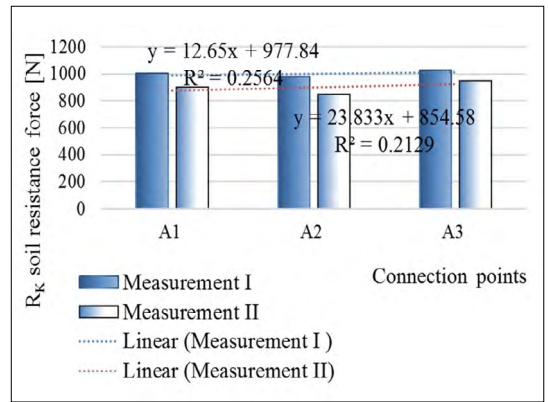 R_K soil resistance force [N]
1200
1000
800
600
400
200
0
y = 12.65x + 977.84
R² = 0.2564
y = 23.833x + 854.58
R² = 0.2129
A1 A2 A3
Connection points
Measurement I
Measurement II
Linear (Measurement I )
Linear (Measurement II)